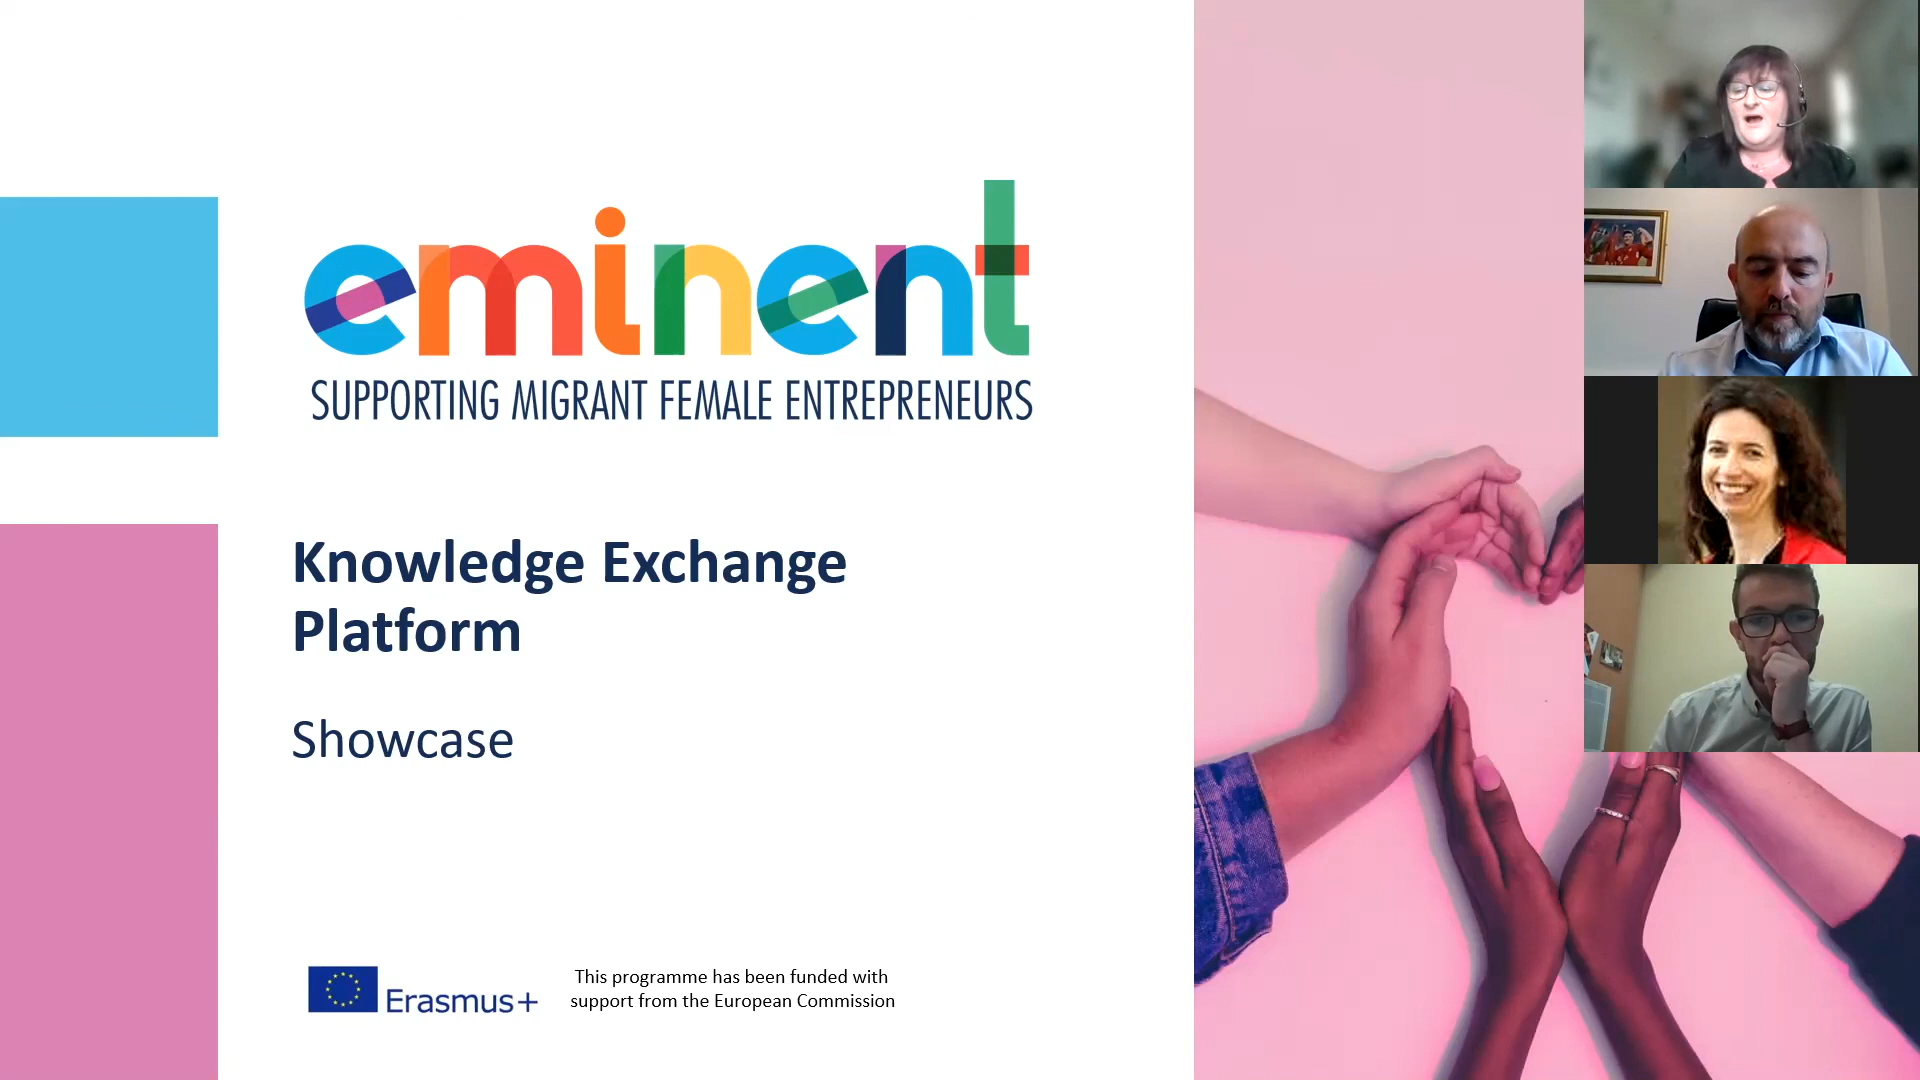 eminent
SUPPORTING MIGRANT FEMALE ENTREPRENEURS
Knowledge Exchange
Platform
Showcase
Erasmus+
This programme has been funded with
support from the European Commission